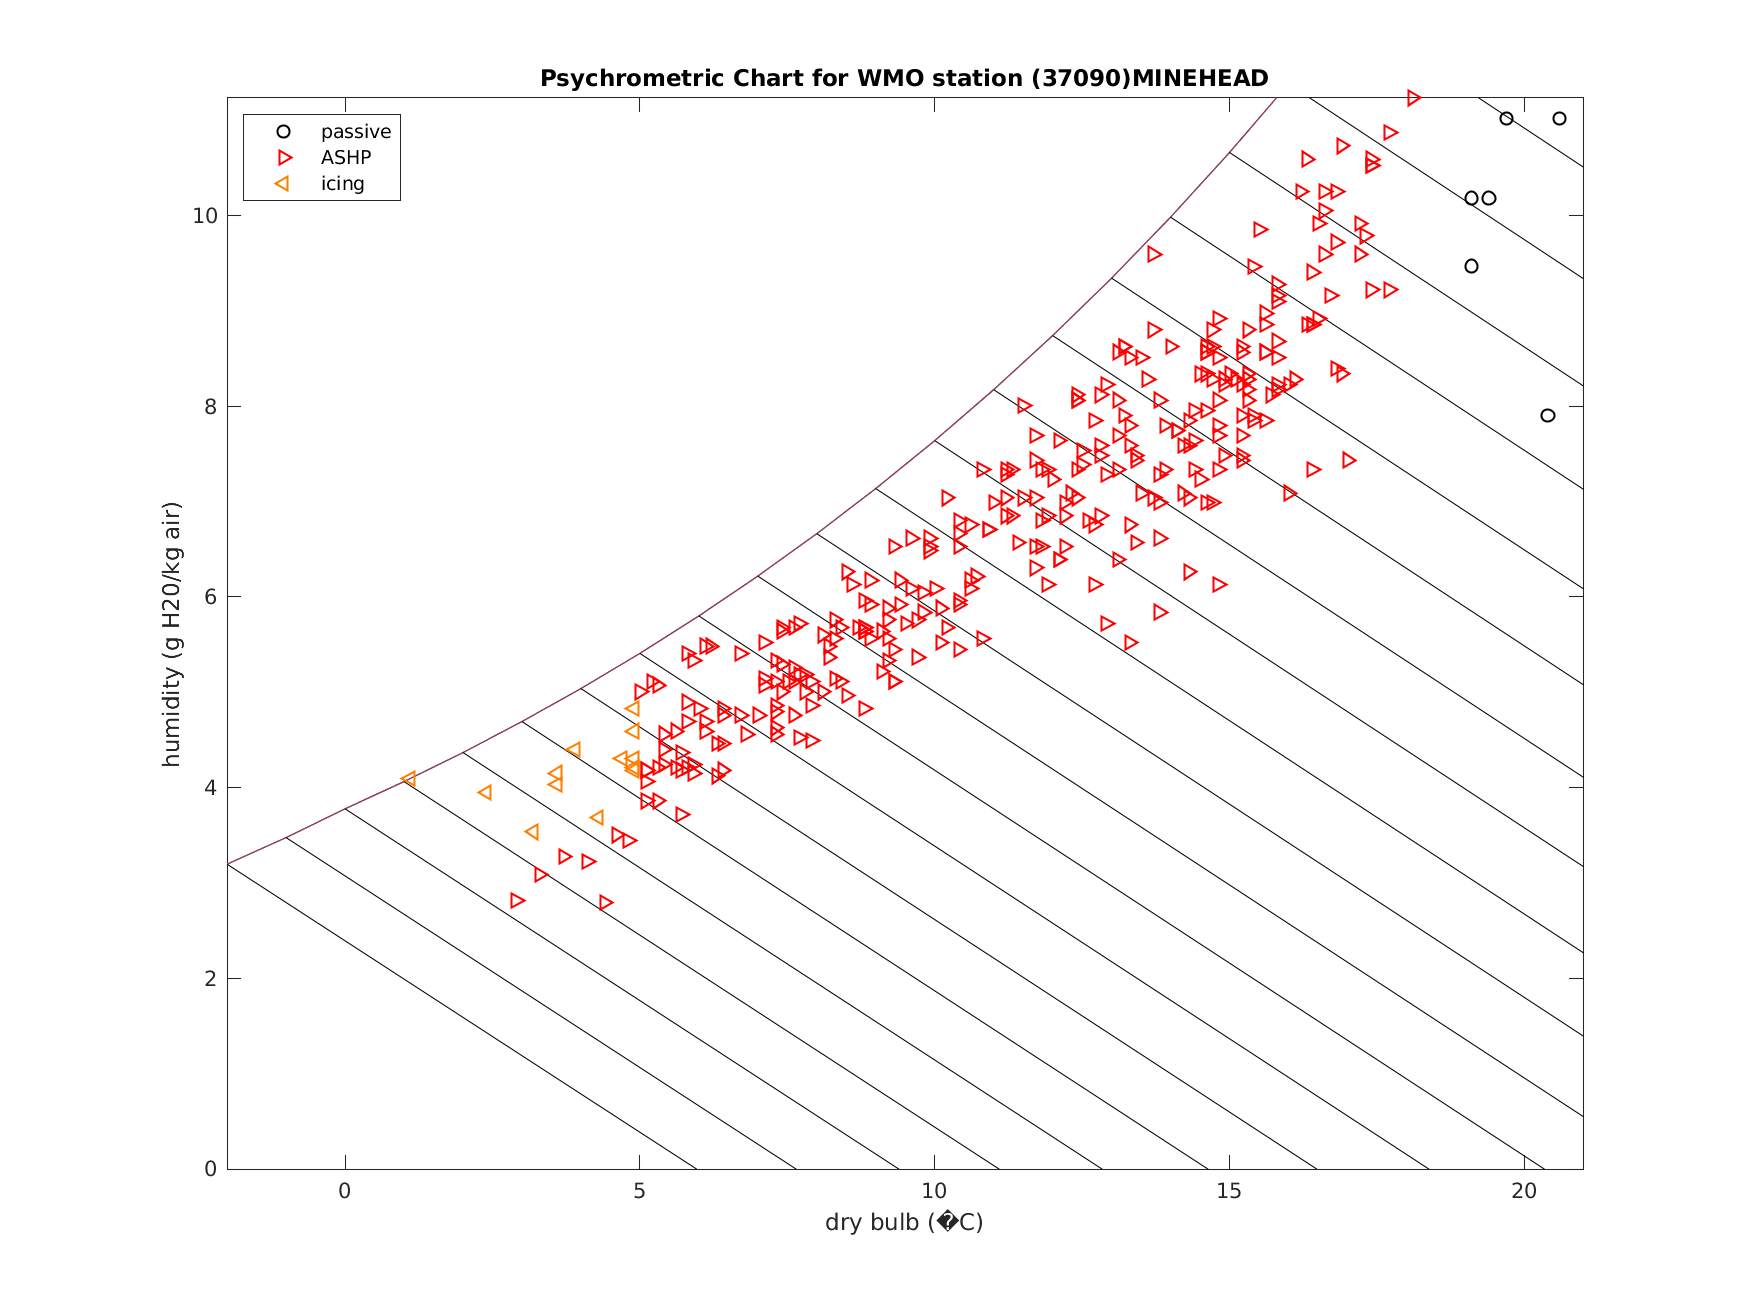 Psychrometric Chart for WMO station (37090)MINEHEAD
passive
ASHP
icing
humidity (g H20/kg air)
10
8
6
4
2
0
0 5 10 15 20
dry bulb (�C)